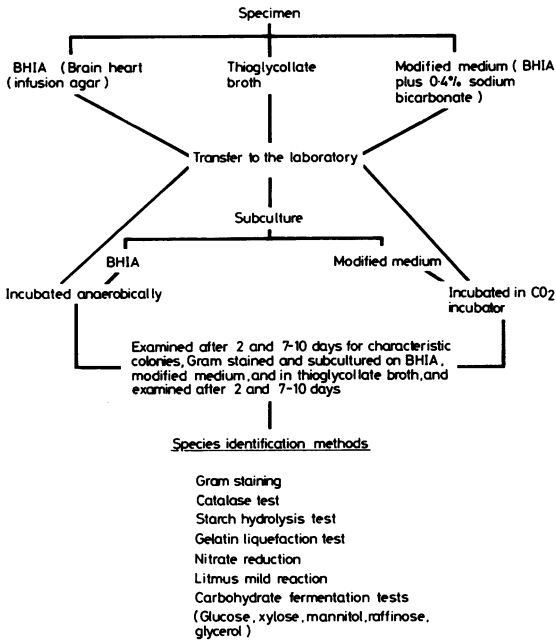 Specimen
BHIA (Brain heart
(infusion agar)
Thioglycollate
broth
Modified medium (BHIA
plus 0·4% sodium
bicarbonate)
Transfer to the laboratory
Subculture
BHIA
Modified medium
Incubated anaerobically
Incubated in CO2
incubator
Examined after 2 and 7-10 days for characteristic
colonies, Gram stained and subcultured on BHIA,
modified medium, and in thioglycollate broth, and
examined after 2 and 7-10 days
Species identification methods
Gram staining
Catalase test
Starch hydrolysis test
Gelatin liquefaction test
Nitrate reduction
Litmus mild reaction
Carbohydrate fermentation tests
(Glucose, xylose, mannitol, raffinose,
glycerol)